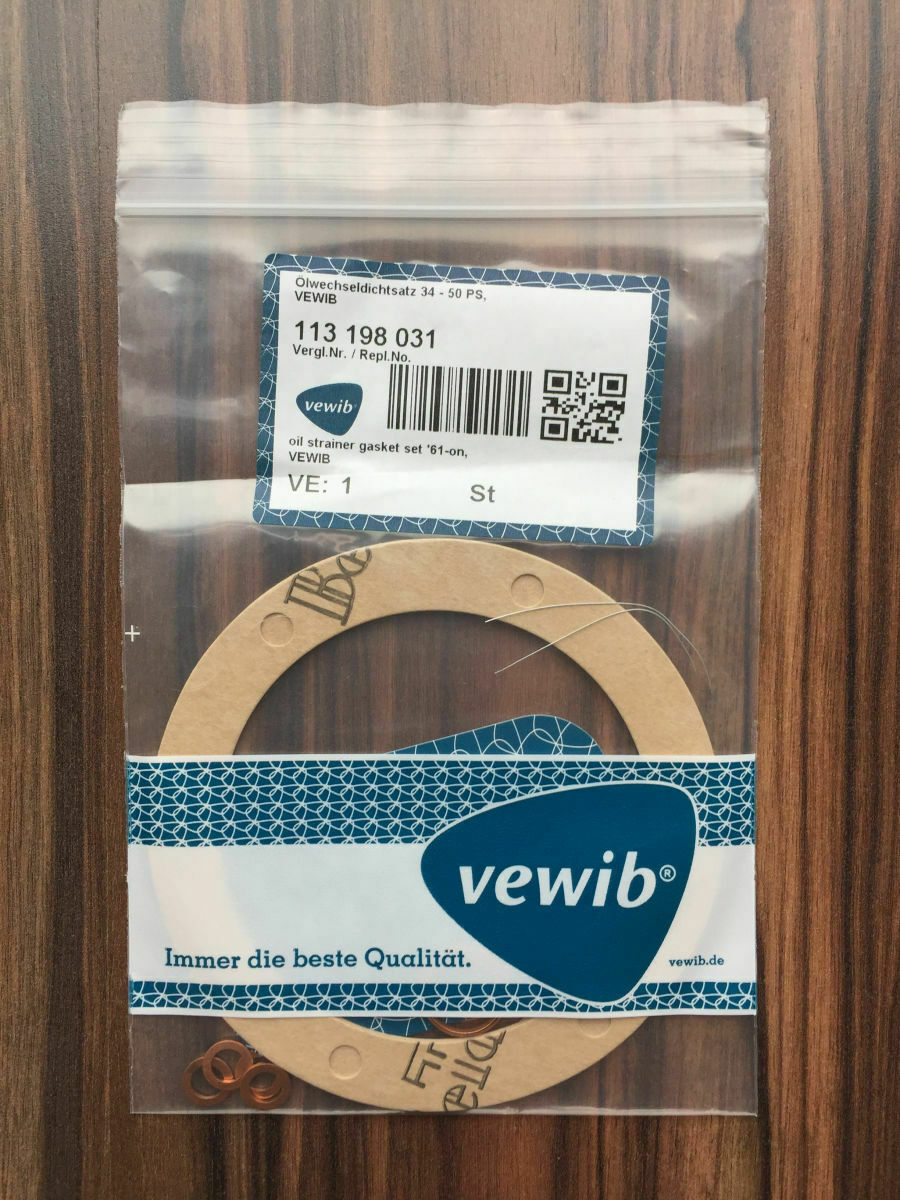 Ölwechseldichtsatz 34 - 50 PS,
VEWIB
113 198 031
Vergl.Nr. / Repl.No.
vewib
oil strainer gasket set '61-on,
VEWIB
VE: 1 St
vewib®
Immer die beste Qualität.
vewib.de